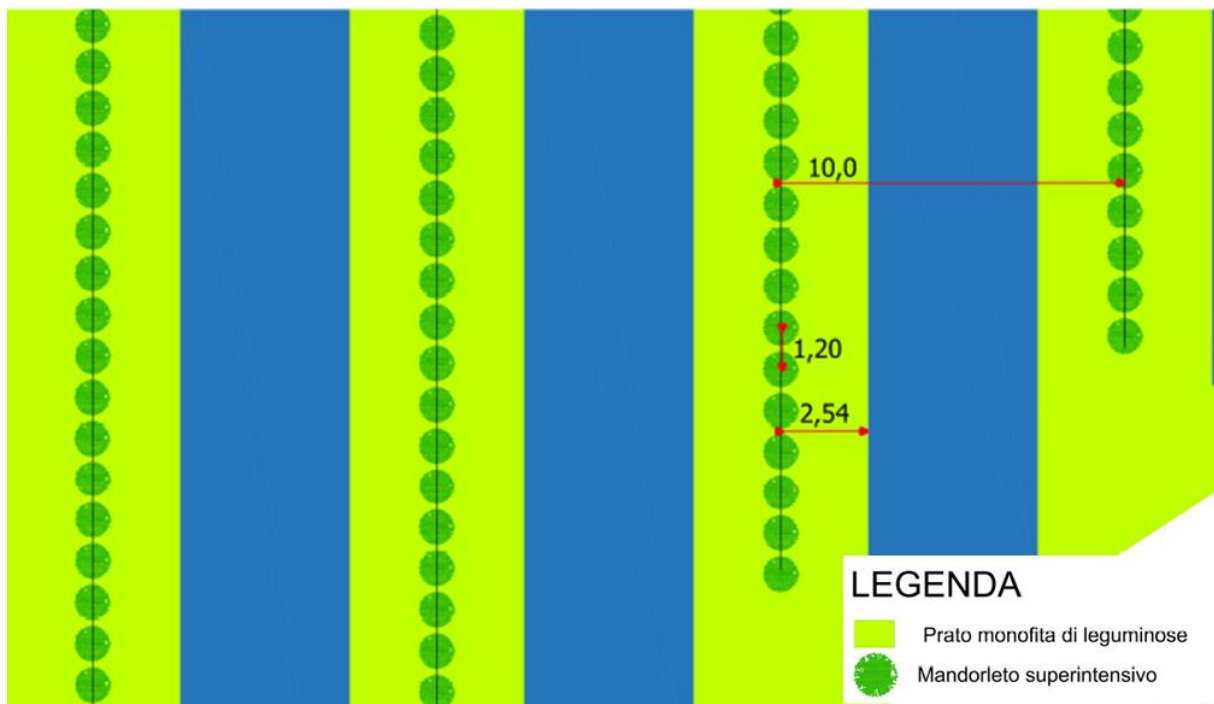 10,0
1,20
2,54
LEGENDA
Prato monofita di leguminose
Mandorleto superintensivo